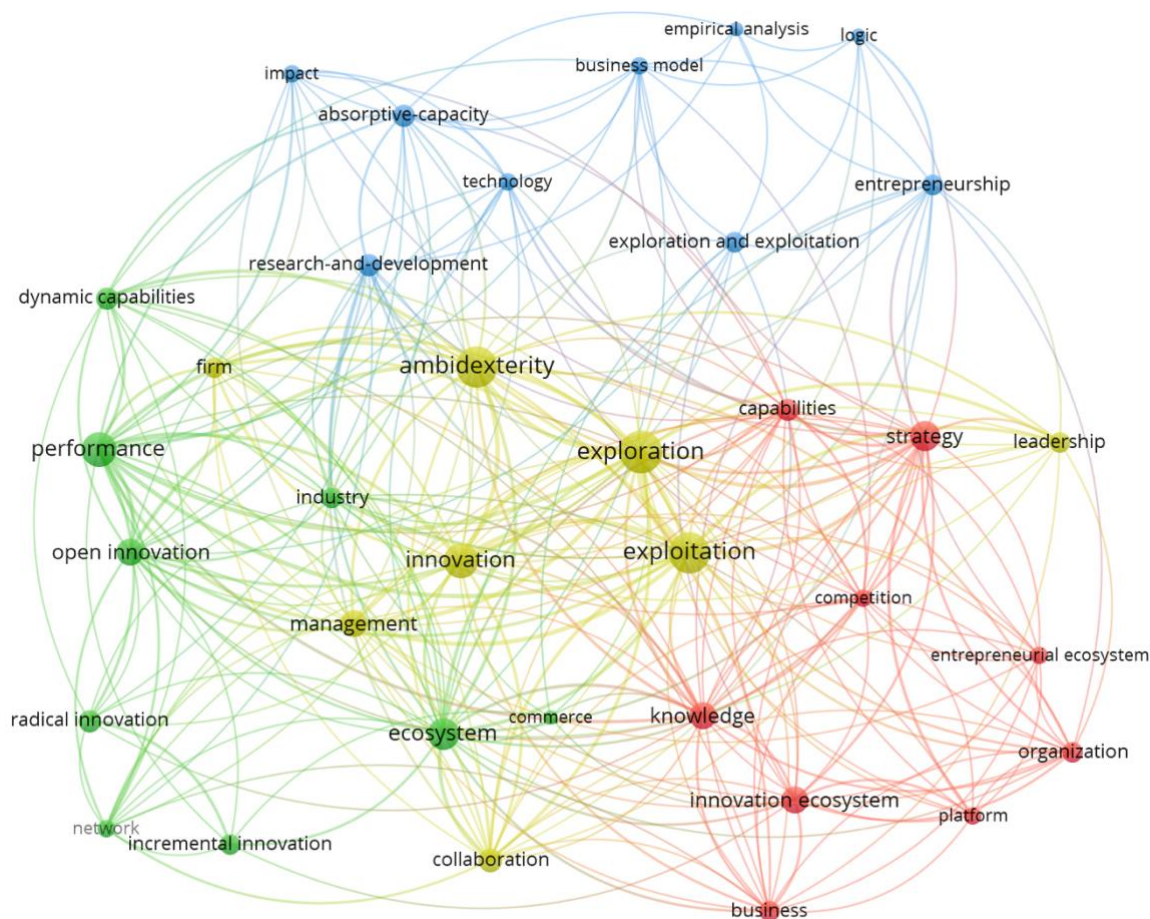 empirical analysis
logic
business model
impact
absorptive-capacity
technology
entrepreneurship
exploration and exploitation
research-and-development
dynamic capabilities
firm
ambidexterity
capabilities
strategy
leadership
performance
exploration
industry
open innovation
innovation
exploitation
competition
management
entrepreneurial ecosystem
radical innovation
commerce
knowledge
ecosystem
organization
innovation ecosystem
platform
network
incremental innovation
collaboration
business